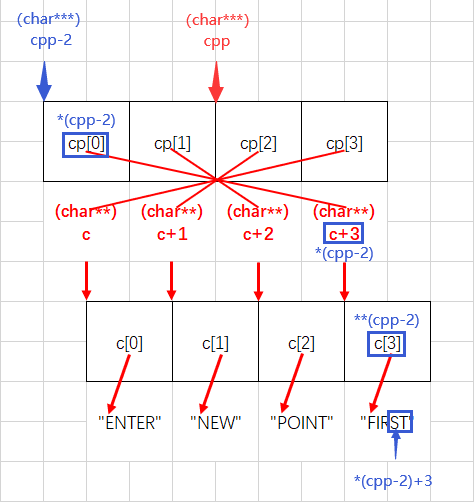 (char***) (char***)
cpp-2 cpp
*(cpp-2)
cp[0] cp[1] cp[2] cp[3]
(char**) (char**) (char**) (char**)
c c+1 c+2 c+3
*(cpp-2)
**(cpp-2)
c[0] c[1] c[2] c[3]
"ENTER" "NEW" "POINT" "FIRST"
*(cpp-2)+3